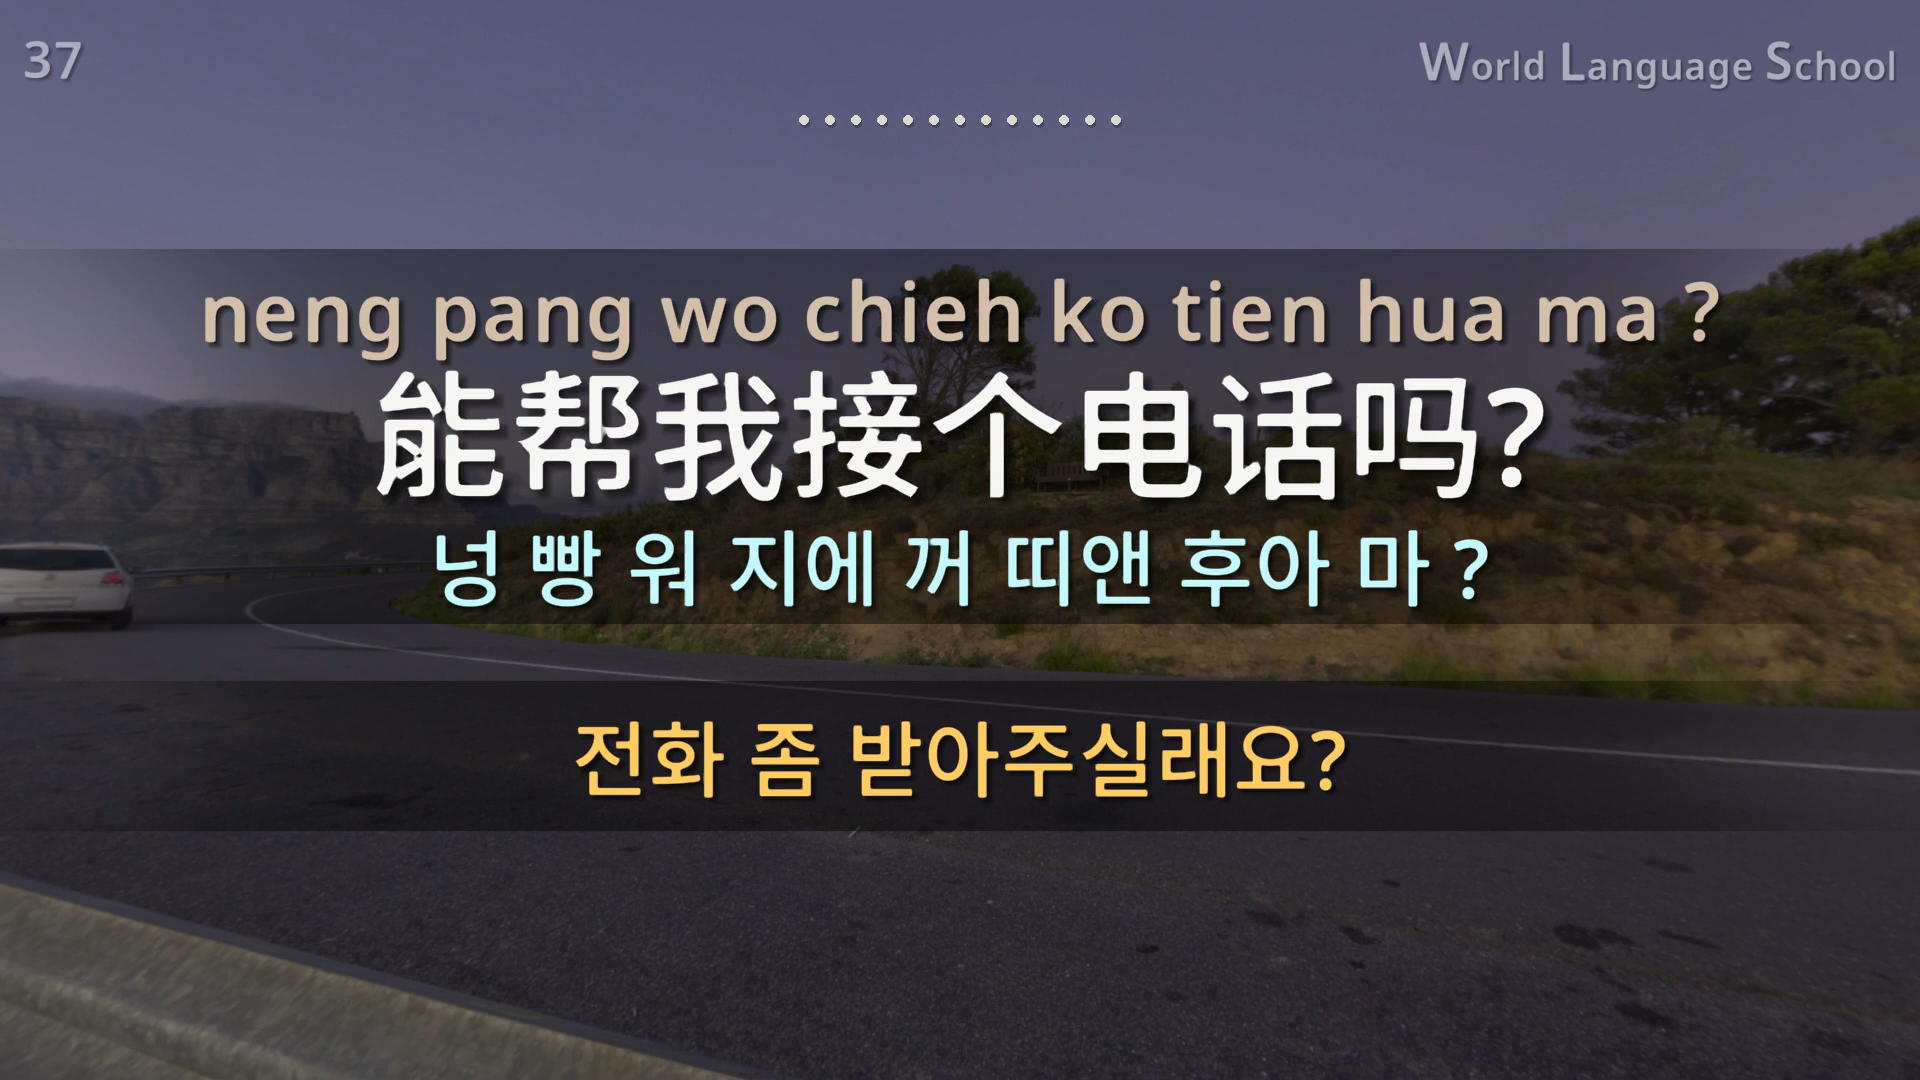 37
World Language School
neng pang wo chieh ko tien hua ma ?
能帮我接个电话吗?
넝 빵 워 지에 꺼 띠앤 후아 마 ?
전화 좀 받아주실래요?